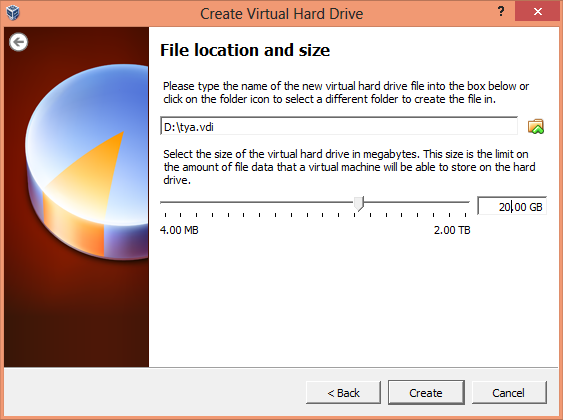 Create Virtual Hard Drive
?
File location and size
Please type the name of the new virtual hard drive file into the box below or
click on the folder icon to select a different folder to create the file in.
D:\tya.vdi
Select the size of the virtual hard drive in megabytes. This size is the limit on
the amount of file data that a virtual machine will be able to store on the hard
drive.
20,00 GB
4.00 MB 2.00 TB
< Back Create Cancel